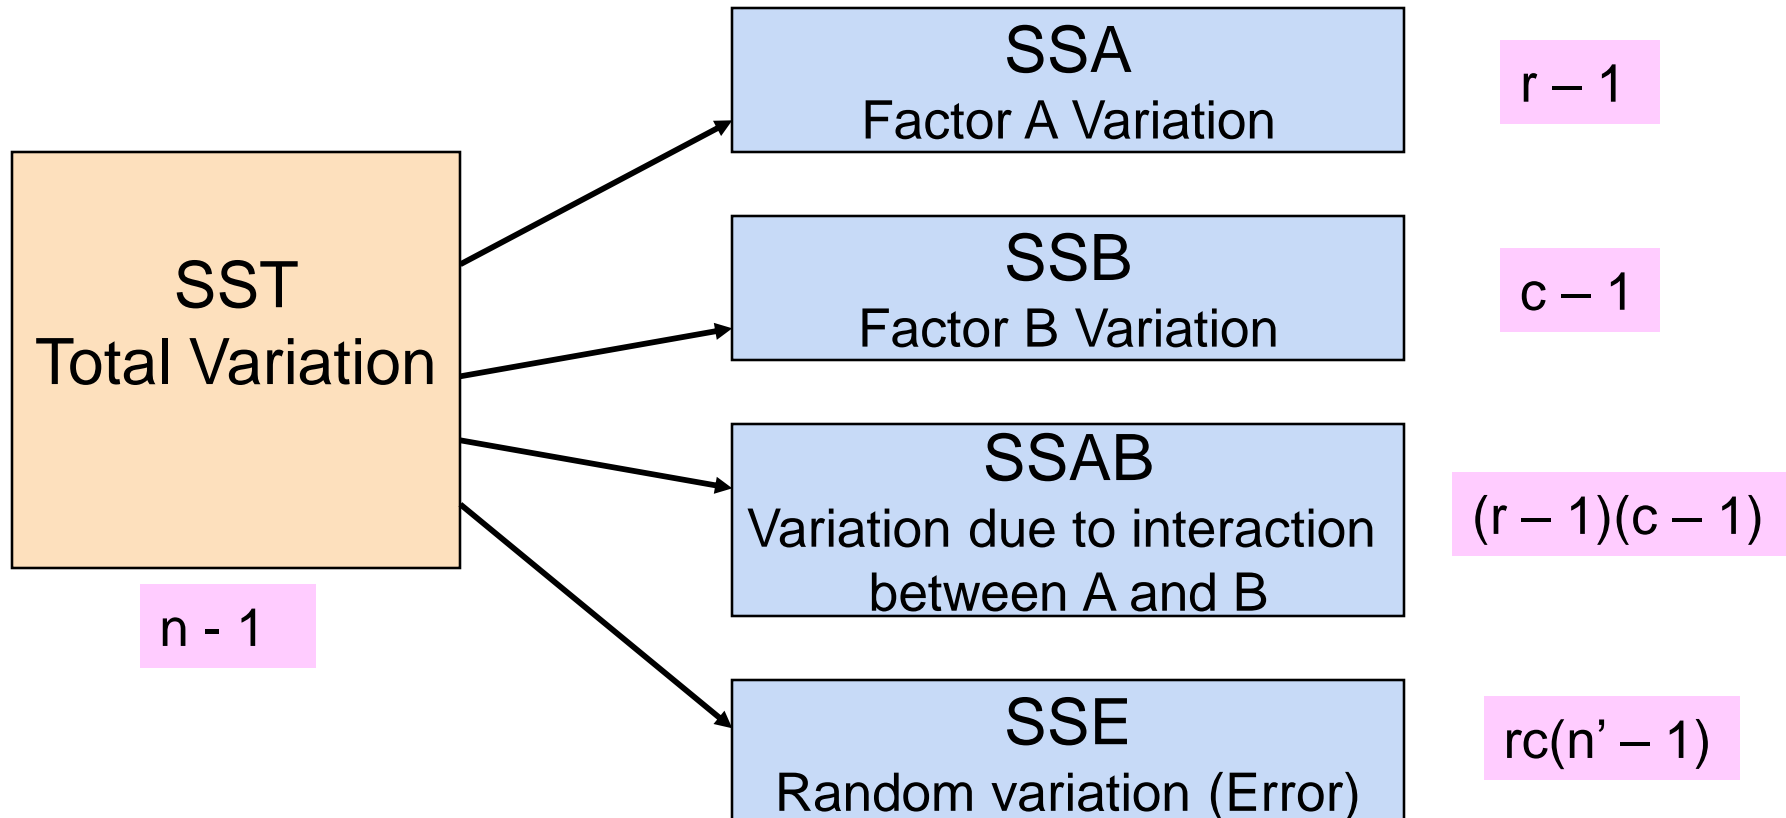 SST
Total Variation
n - 1
SSA
Factor A Variation
r – 1
SSB
Factor B Variation
c – 1
SSAB
Variation due to interaction
between A and B
(r – 1)(c – 1)
SSE
Random variation (Error)
rc(n’ – 1)